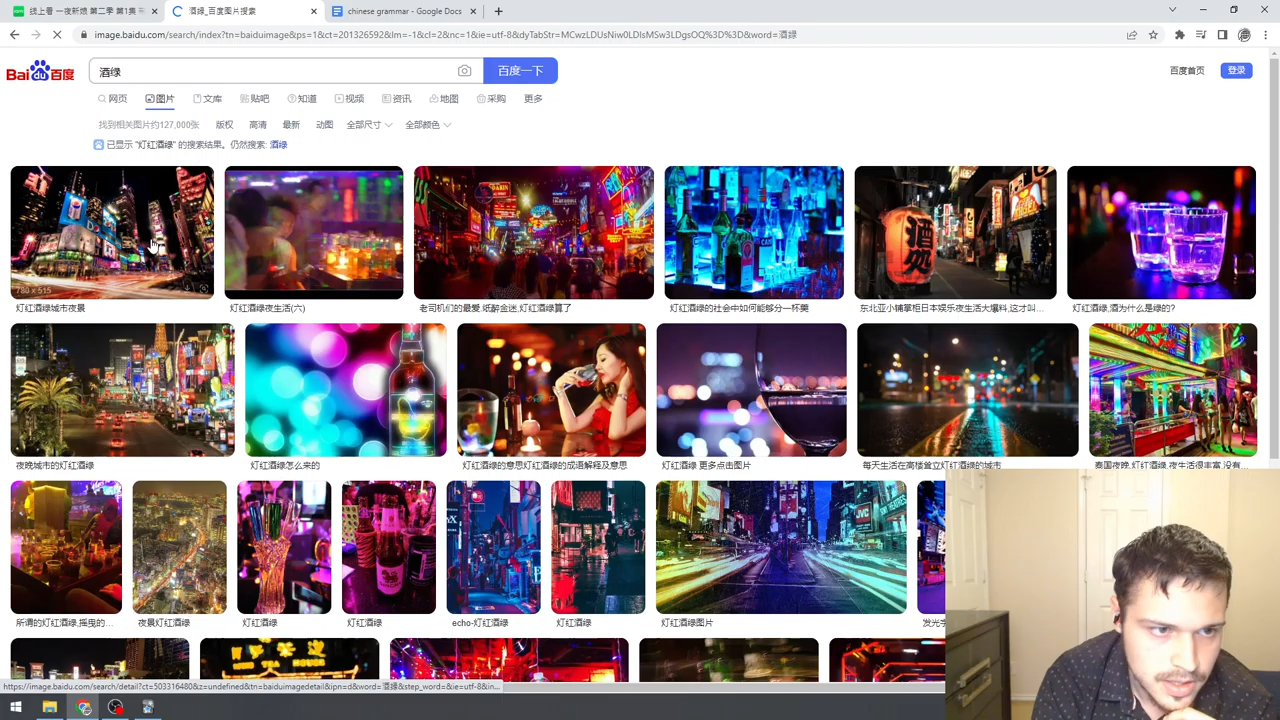 线上看 一夜新娘 第二季 第1集
酒绿_百度图片搜索
chinese grammar - Google Docs
image.baidu.com/search/index?tn=baiduimage&ps=1&ct=201326592&lm=-1&cl=2&nc=1&ie=utf-8&dyTabStr=MCwzLDUsNiw0LDIsMSw3LDgsOQ%3D%3D&word=酒绿
Bai du 百度
酒绿
百度一下
百度首页
登录
网页 图片 文库 贴吧 知道 视频 资讯 地图 采购 更多
找到相关图片约127,000张 版权 高清 最新 动图 全部尺寸 全部颜色
已显示 "灯红酒绿" 的搜索结果。仍然搜索: 酒绿
780 x 515
灯红酒绿城市夜景
灯红酒绿夜生活(六)
老司机们的最爱,纸醉金迷,灯红酒绿算了
灯红酒绿的社会中如何能够分一杯羹
东北亚小铺掌柜日本娱乐夜生活大爆料,这才叫...
灯红酒绿,酒为什么是绿的?
夜晚城市的灯红酒绿
灯红酒绿怎么来的
灯红酒绿的意思灯红酒绿的成语解释及意思
灯红酒绿 更多点击图片
每天生活在高楼耸立灯红酒绿的城市
泰国夜晚,灯红酒绿,夜生活很丰富,没有...
所谓的灯红酒绿,摇曳的...
夜景灯红酒绿
灯红酒绿
灯红酒绿
echo-灯红酒绿
灯红酒绿
灯红酒绿图片
https://image.baidu.com/search/detail?ct=503316480&z=undefined&tn=baiduimagedetail&ipn=d&word=酒绿&step_word=&ie=utf-8&in...